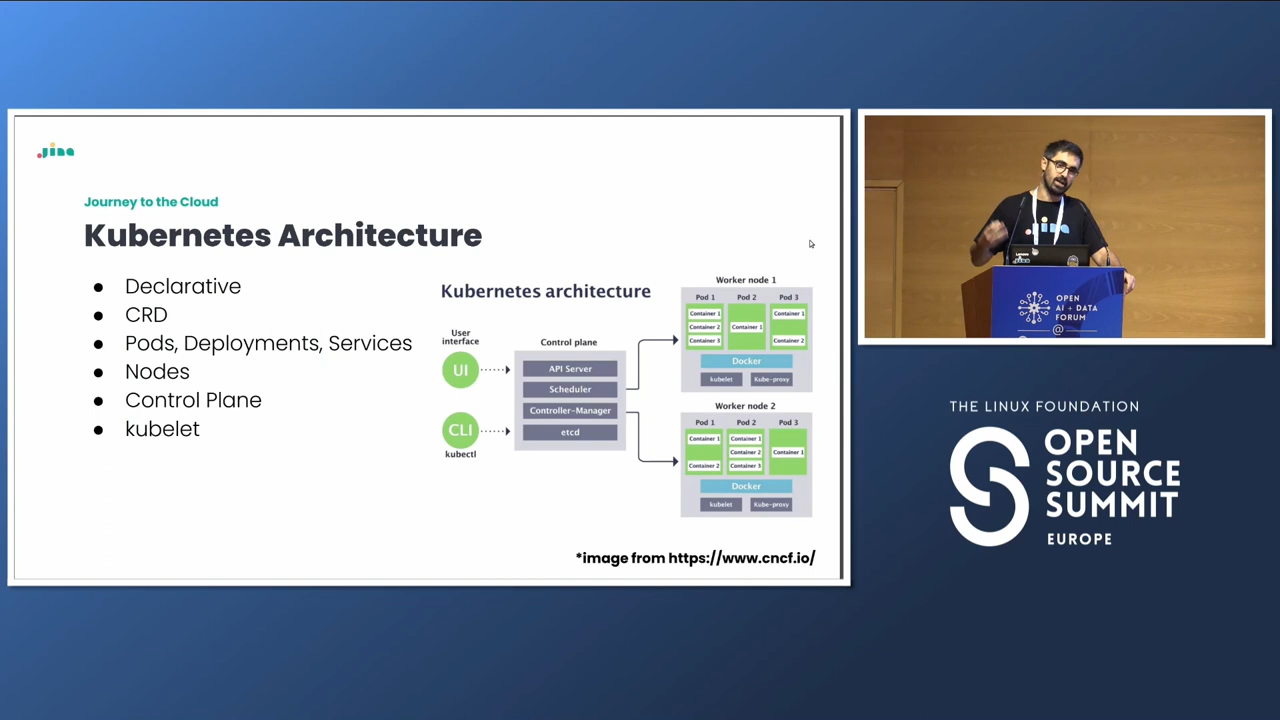 Jina
Journey to the Cloud
Kubernetes Architecture
● Declarative
● CRD
● Pods, Deployments, Services
● Nodes
● Control Plane
● kubelet
Kubernetes architecture
User
interface
UI
CLI
kubectl
Control plane
API Server
Scheduler
Controller-Manager
etcd
Worker node 1
Pod 1
Container 1
Container 2
Container 3
Pod 2
Container 1
Pod 3
Container 1
Container 2
Docker
kubelet
Kube-proxy
Worker node 2
Pod 1
Container 1
Container 2
Pod 2
Container 1
Container 2
Container 3
Pod 3
Container 1
Docker
kubelet
Kube-proxy
*image from https://www.cncf.io/
Jina
OPEN
AI + DATA
FORUM
@
THE LINUX FOUNDATION
OPEN
SOURCE
SUMMIT
EUROPE